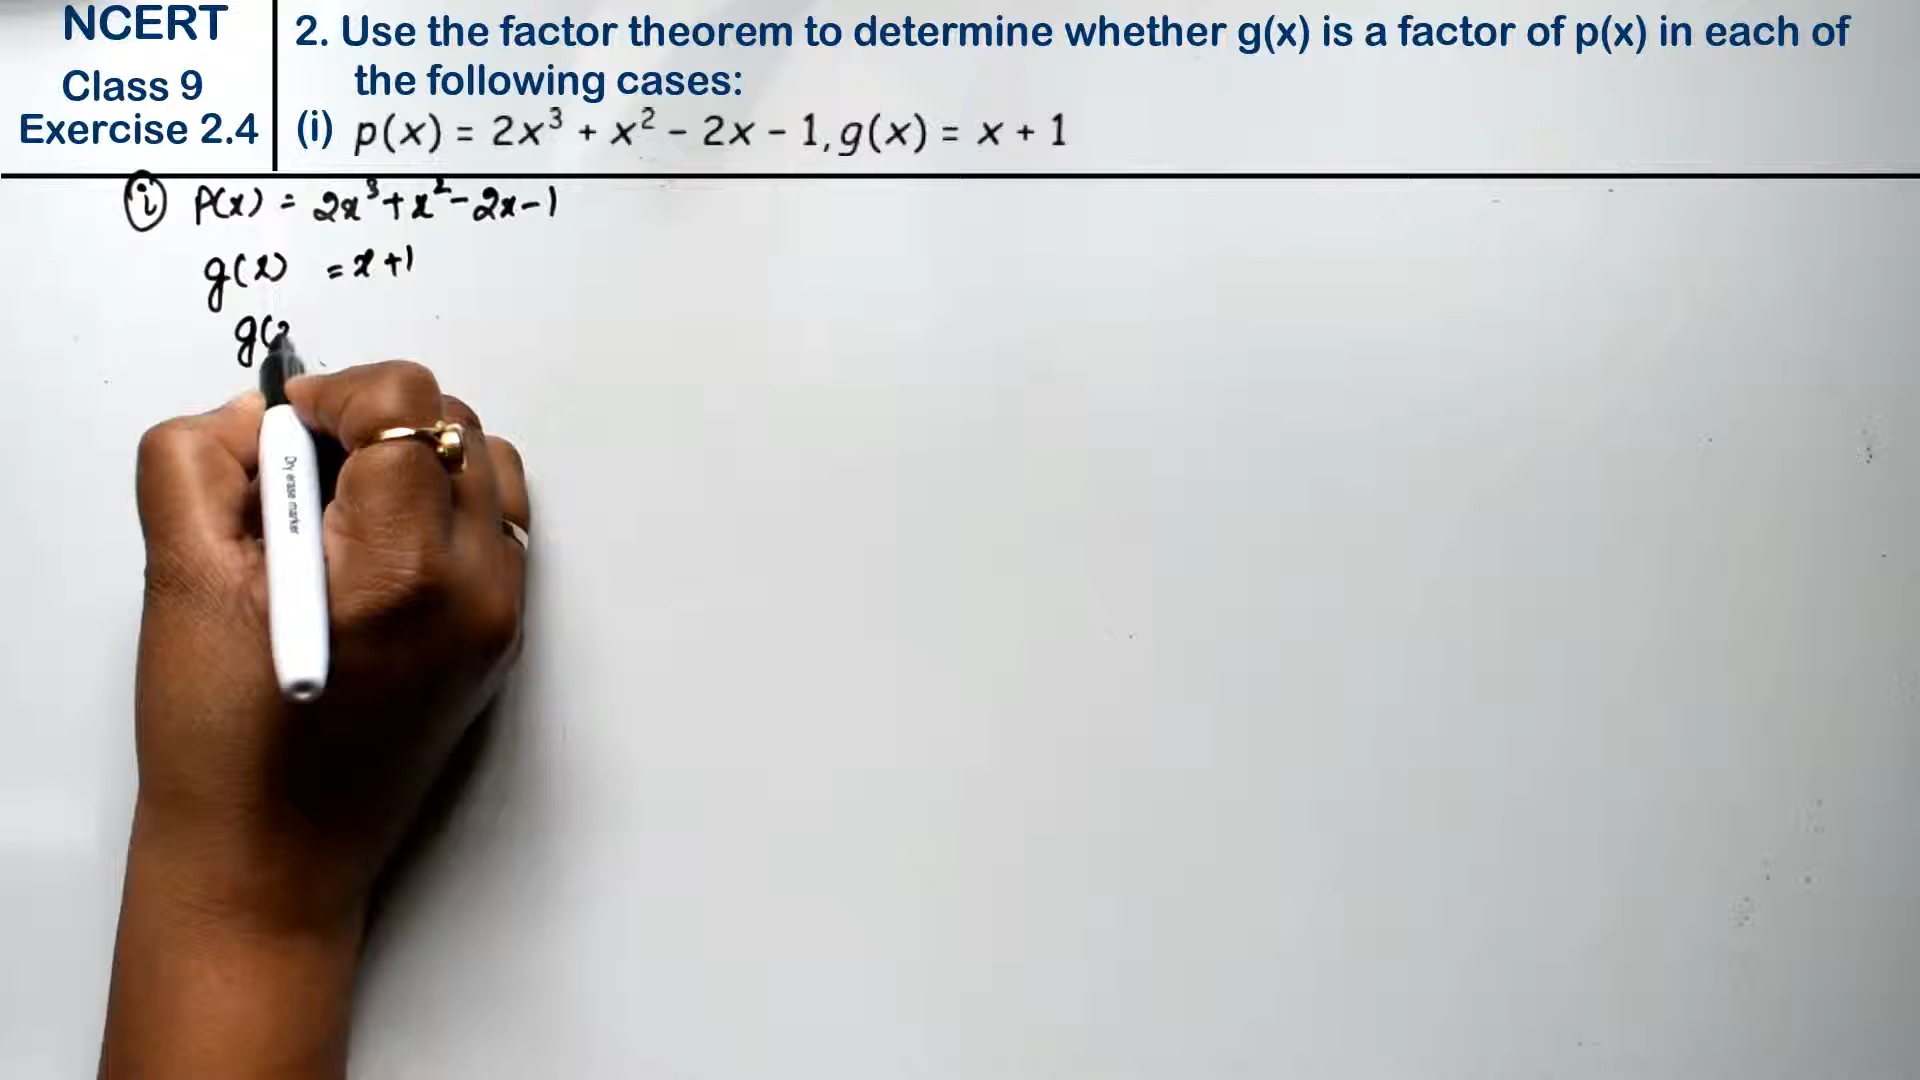 NCERT
Class 9
Exercise 2.4
2. Use the factor theorem to determine whether g(x) is a factor of p(x) in each of
the following cases:
(i) p(x) = 2x³ + x² - 2x - 1, g(x) = x + 1
(i) P(x) = 2x³+x²-2x-1
g(x) = x+1
g(
Dry erase marker